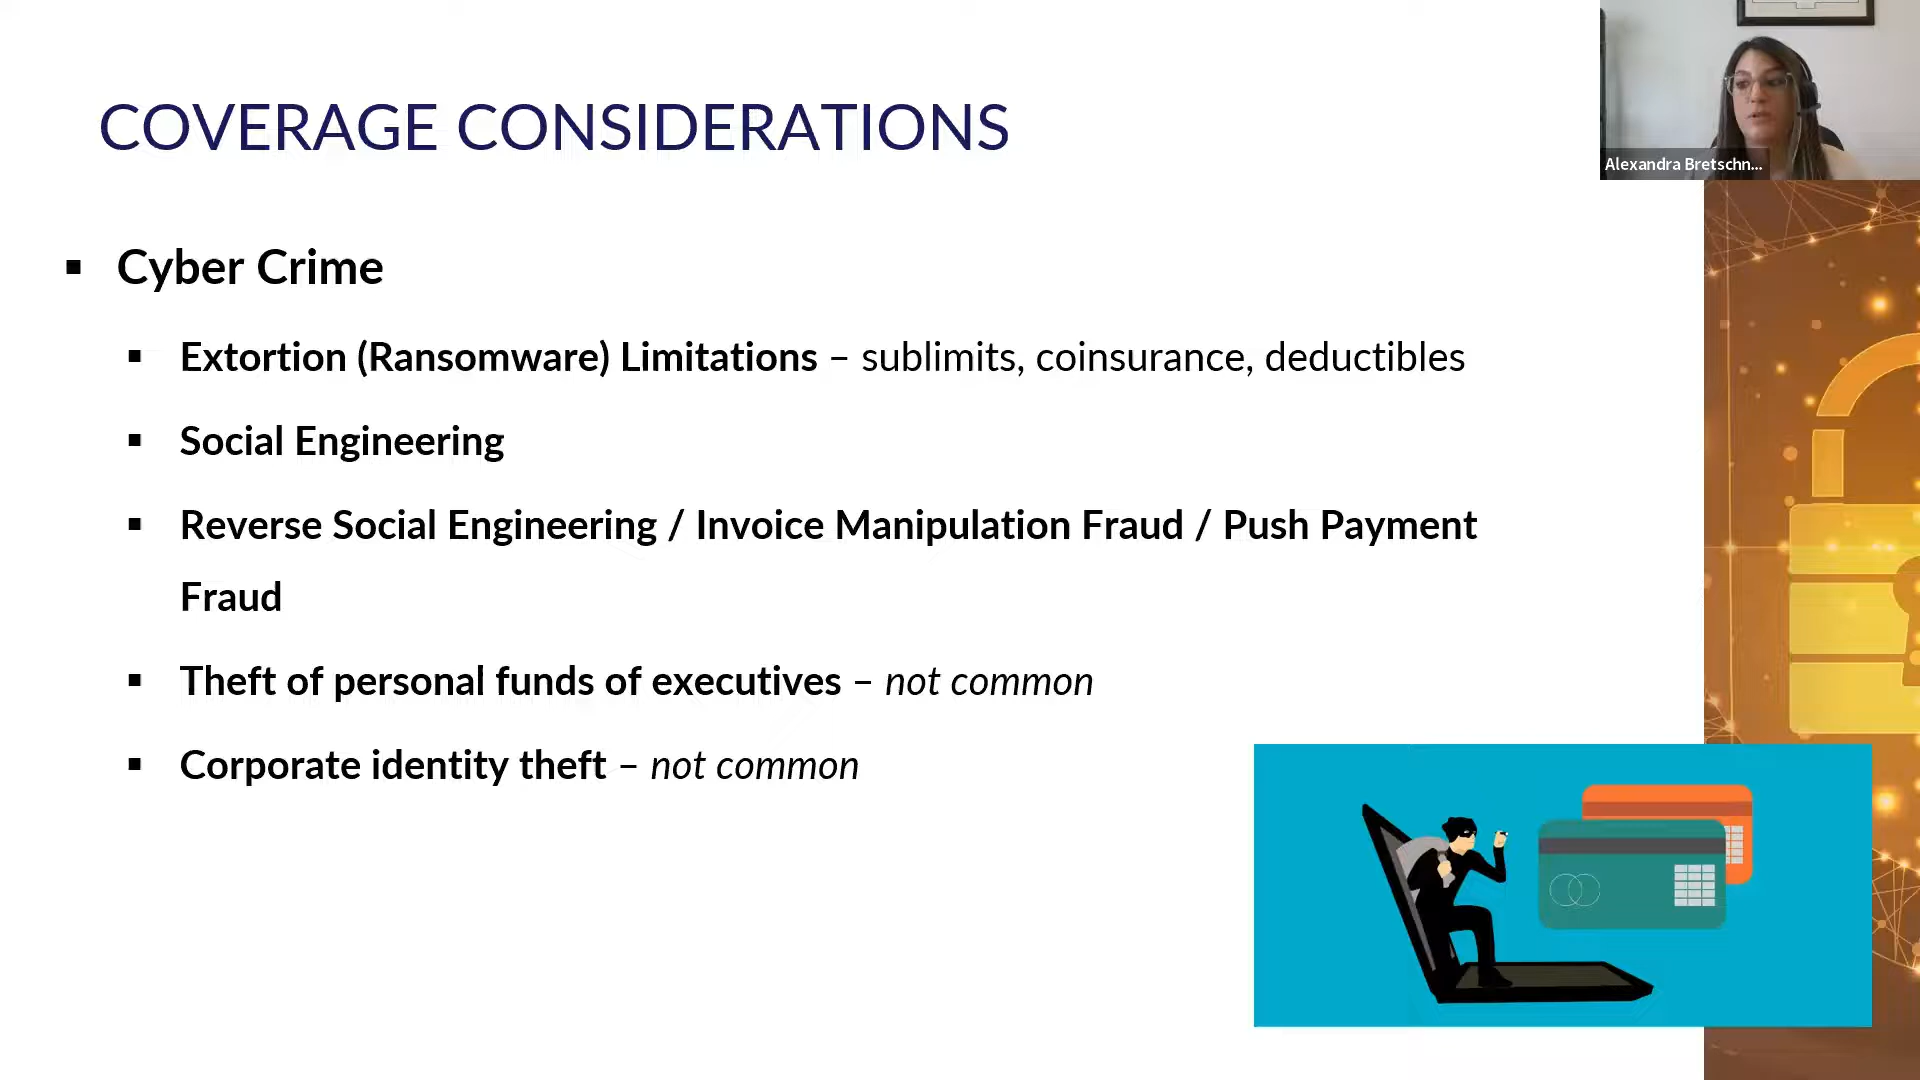 COVERAGE CONSIDERATIONS
Alexandra Bretschn...
▪ Cyber Crime
▪ Extortion (Ransomware) Limitations – sublimits, coinsurance, deductibles
▪ Social Engineering
▪ Reverse Social Engineering / Invoice Manipulation Fraud / Push Payment
Fraud
▪ Theft of personal funds of executives – not common
▪ Corporate identity theft – not common